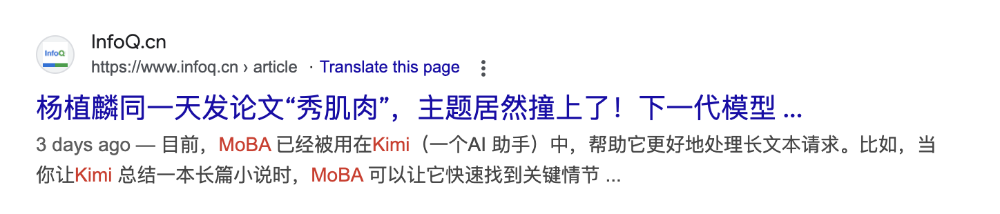 InfoQ.cn
InfoQ
https://www.infoq.cn › article · Translate this page
杨植麟同一天发论文“秀肌肉”，主题居然撞上了！下一代模型 ...
3 days ago — 目前，MoBA 已经被用在Kimi（一个AI 助手）中，帮助它更好地处理长文本请求。比如，当
你让Kimi 总结一本长篇小说时，MoBA 可以让它快速找到关键情节 ...